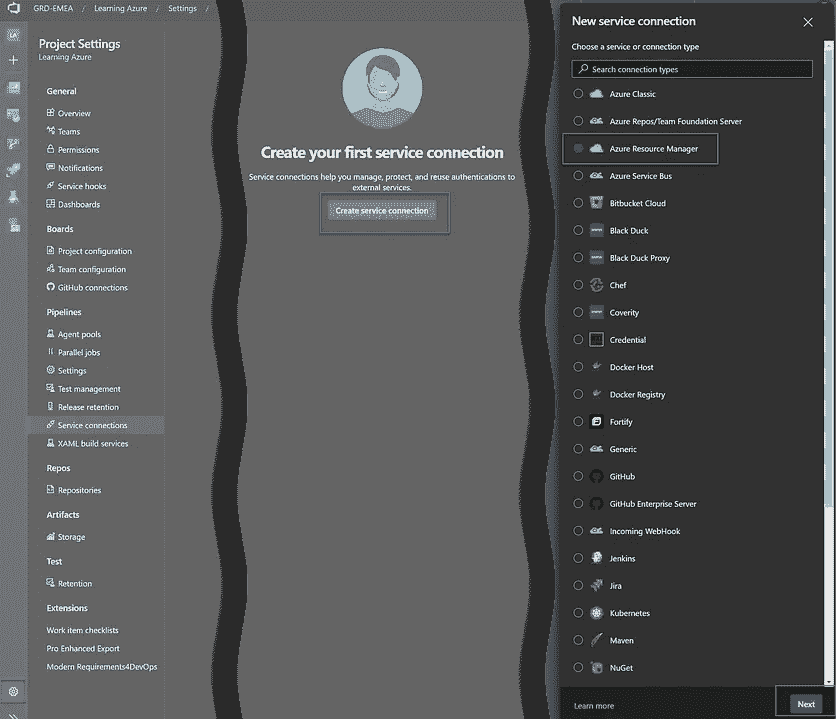 GRD-EMEA / Learning Azure / Settings /
Project Settings
Learning Azure
General
Overview
Teams
Permissions
Notifications
Service hooks
Dashboards
Boards
Project configuration
Team configuration
GitHub connections
Pipelines
Agent pools
Parallel jobs
Settings
Test management
Release retention
Service connections
XAML build services
Repos
Repositories
Artifacts
Storage
Test
Retention
Extensions
Work item checklists
Pro Enhanced Export
Modern Requirements4DevOps
Create your first service connection
Service connections help you manage, protect, and reuse authentications to
external services.
Create service connection
New service connection
Choose a service or connection type
Search connection types
Azure Classic
Azure Repos/Team Foundation Server
Azure Resource Manager
Azure Service Bus
Bitbucket Cloud
Black Duck
Black Duck Proxy
Chef
Coverity
Credential
Docker Host
Docker Registry
Fortify
Generic
GitHub
GitHub Enterprise Server
Incoming WebHook
Jenkins
Jira
Kubernetes
Maven
NuGet
Learn more
Next